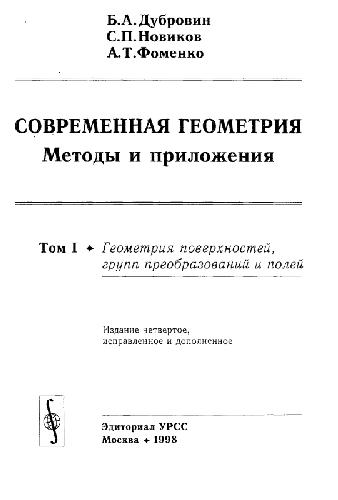 Б.А.Дубровин
С.П.Новиков
А.Т.Фоменко
СОВРЕМЕННАЯ ГЕОМЕТРИЯ
Методы и приложения
Том I ✦ Геометрия поверхностей,
групп преобразований и полей
Издание четвертое,
исправленное и дополненное
Эдиториал УРСС
Москва ✦ 1998